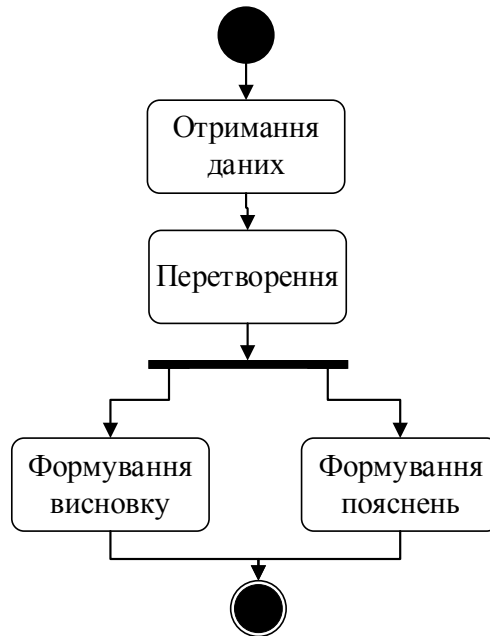 Отримання
даних
Перетворення
Формування
висновку
Формування
пояснень